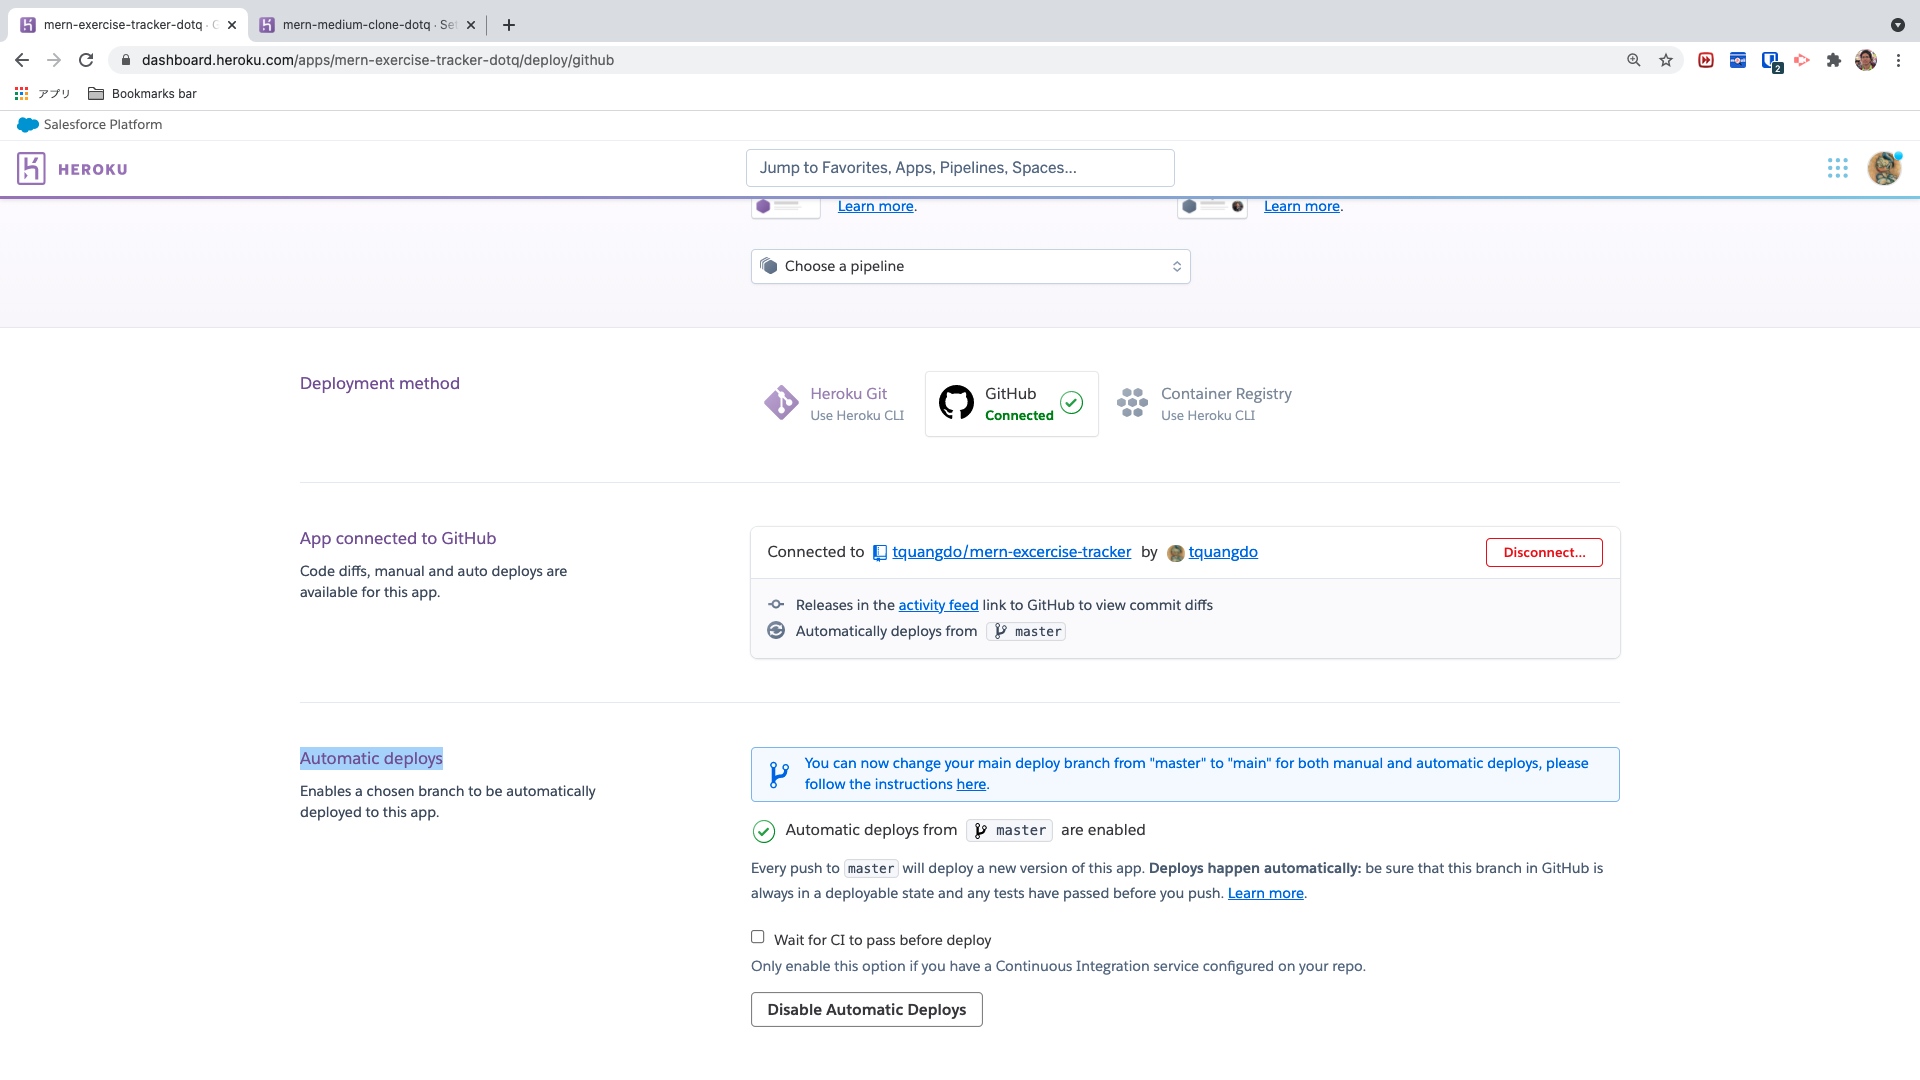 mern-exercise-tracker-dotq ·
mern-medium-clone-dotq · Set
dashboard.heroku.com/apps/mern-exercise-tracker-dotq/deploy/github
2
アプリ
Bookmarks bar
Salesforce Platform
HEROKU
Jump to Favorites, Apps, Pipelines, Spaces...
Learn more.
Learn more.
Choose a pipeline
Deployment method
Heroku Git
Use Heroku CLI
GitHub
Connected
Container Registry
Use Heroku CLI
App connected to GitHub
Code diffs, manual and auto deploys are
available for this app.
Connected to tquangdo/mern-excercise-tracker by tquangdo
Disconnect...
Releases in the activity feed link to GitHub to view commit diffs
Automatically deploys from master
Automatic deploys
Enables a chosen branch to be automatically
deployed to this app.
You can now change your main deploy branch from "master" to "main" for both manual and automatic deploys, please
follow the instructions here.
Automatic deploys from master are enabled
Every push to master will deploy a new version of this app. Deploys happen automatically: be sure that this branch in GitHub is
always in a deployable state and any tests have passed before you push. Learn more.
Wait for CI to pass before deploy
Only enable this option if you have a Continuous Integration service configured on your repo.
Disable Automatic Deploys